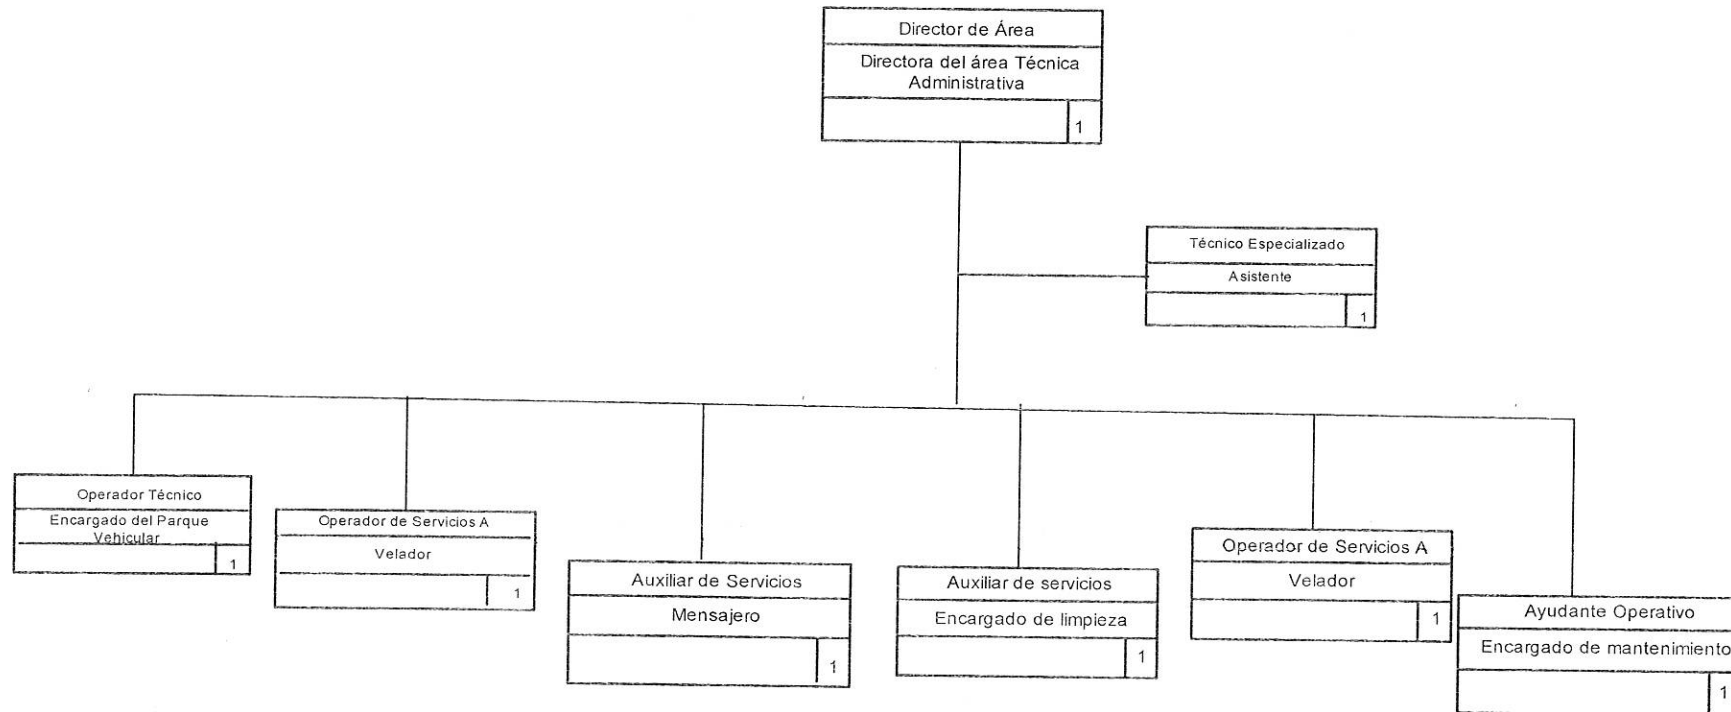 Director de Área
Directora del área Técnica
Administrativa
1
Técnico Especializado
Asistente
1
Operador Técnico
Encargado del Parque
Vehicular
1
Operador de Servicios A
Velador
1
Auxiliar de Servicios
Mensajero
1
Auxiliar de servicios
Encargado de limpieza
1
Operador de Servicios A
Velador
1
Ayudante Operativo
Encargado de mantenimiento
1